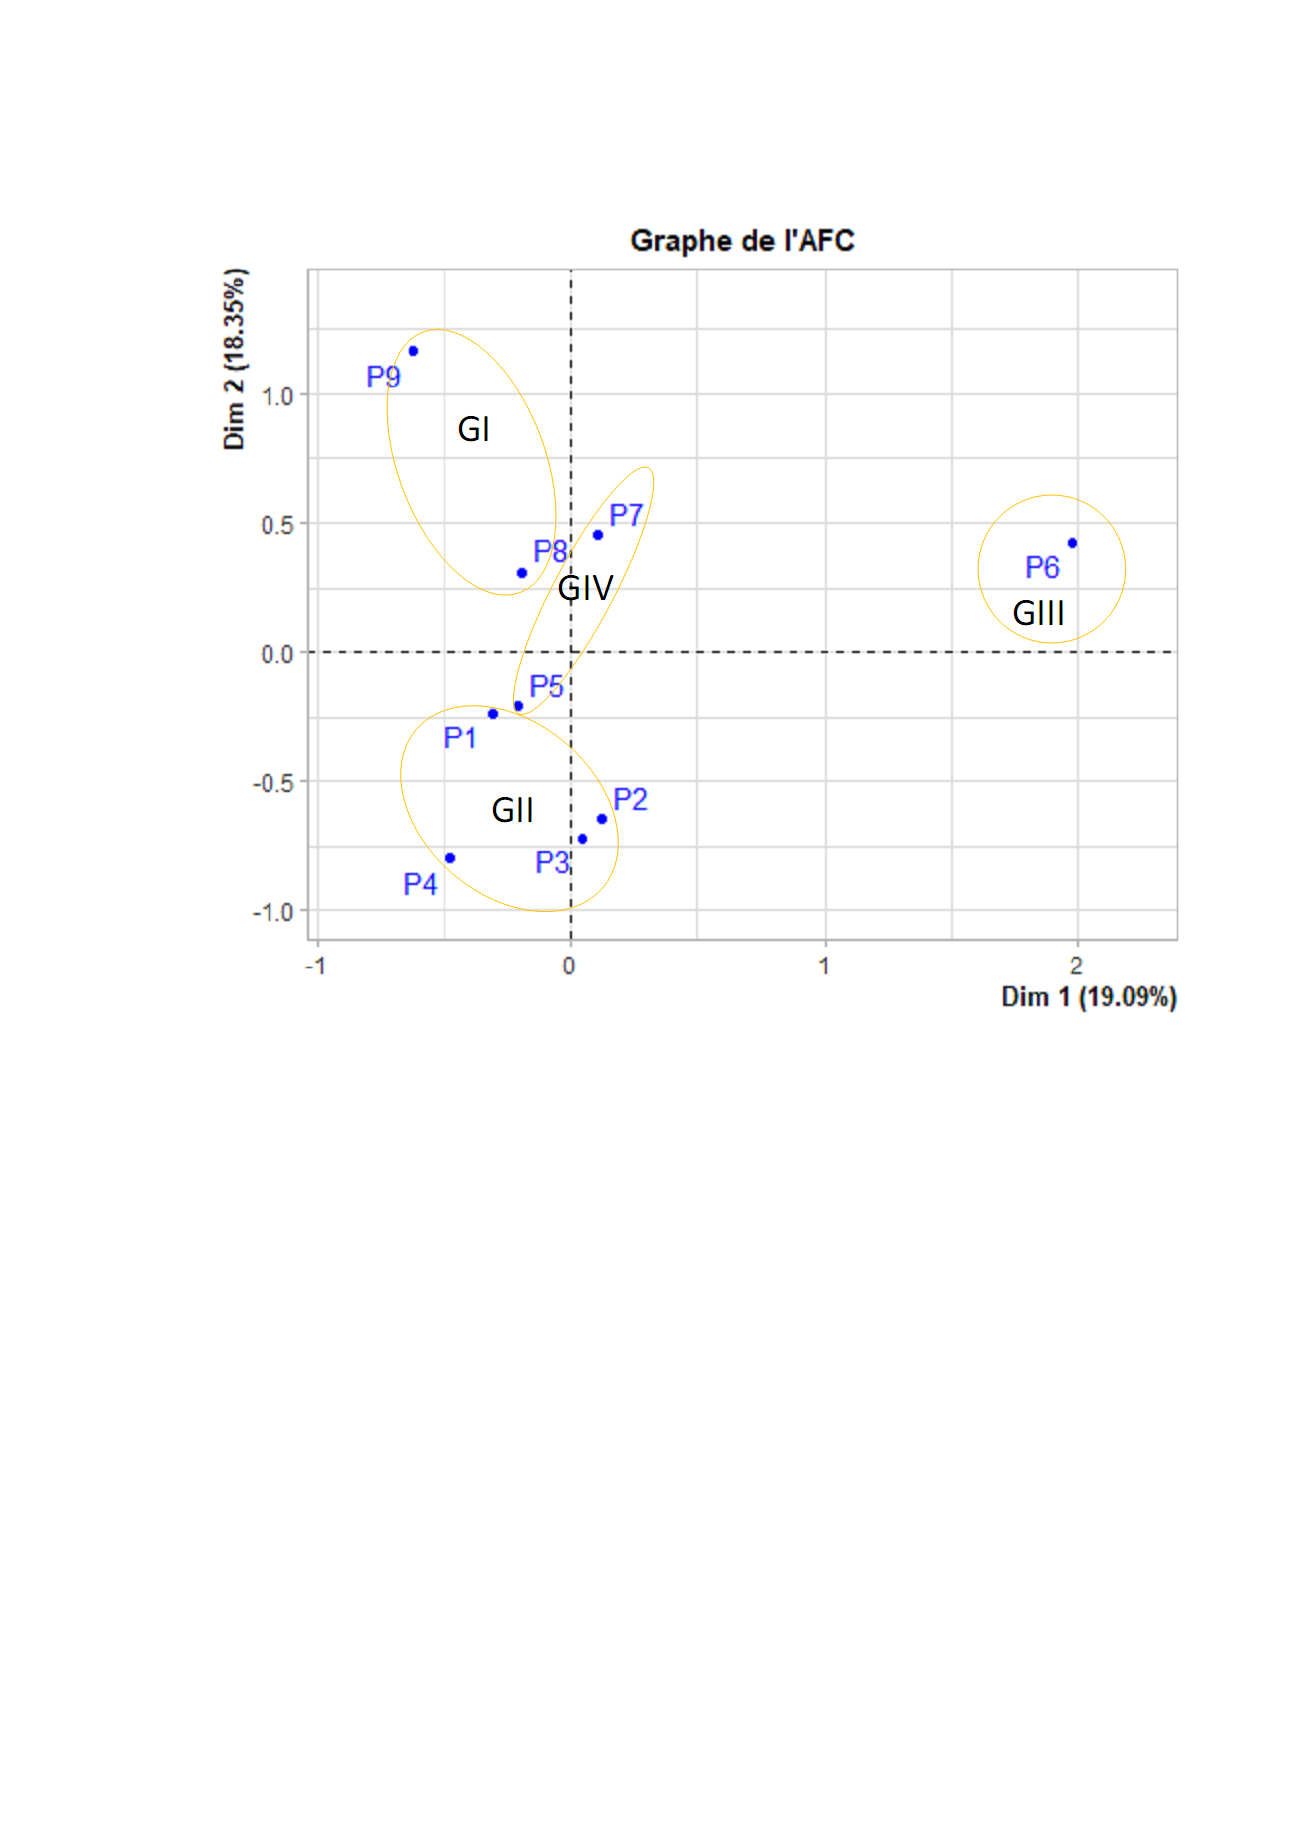 Graphe de l'AFC
Dim 2 (18.35%)
P9
1.0
GI
0.5
P7
P8
GIV
P6
GIII
0.0
P5
P1
-0.5
GII
P2
P3
P4
-1.0
-1
0
1
2
Dim 1 (19.09%)